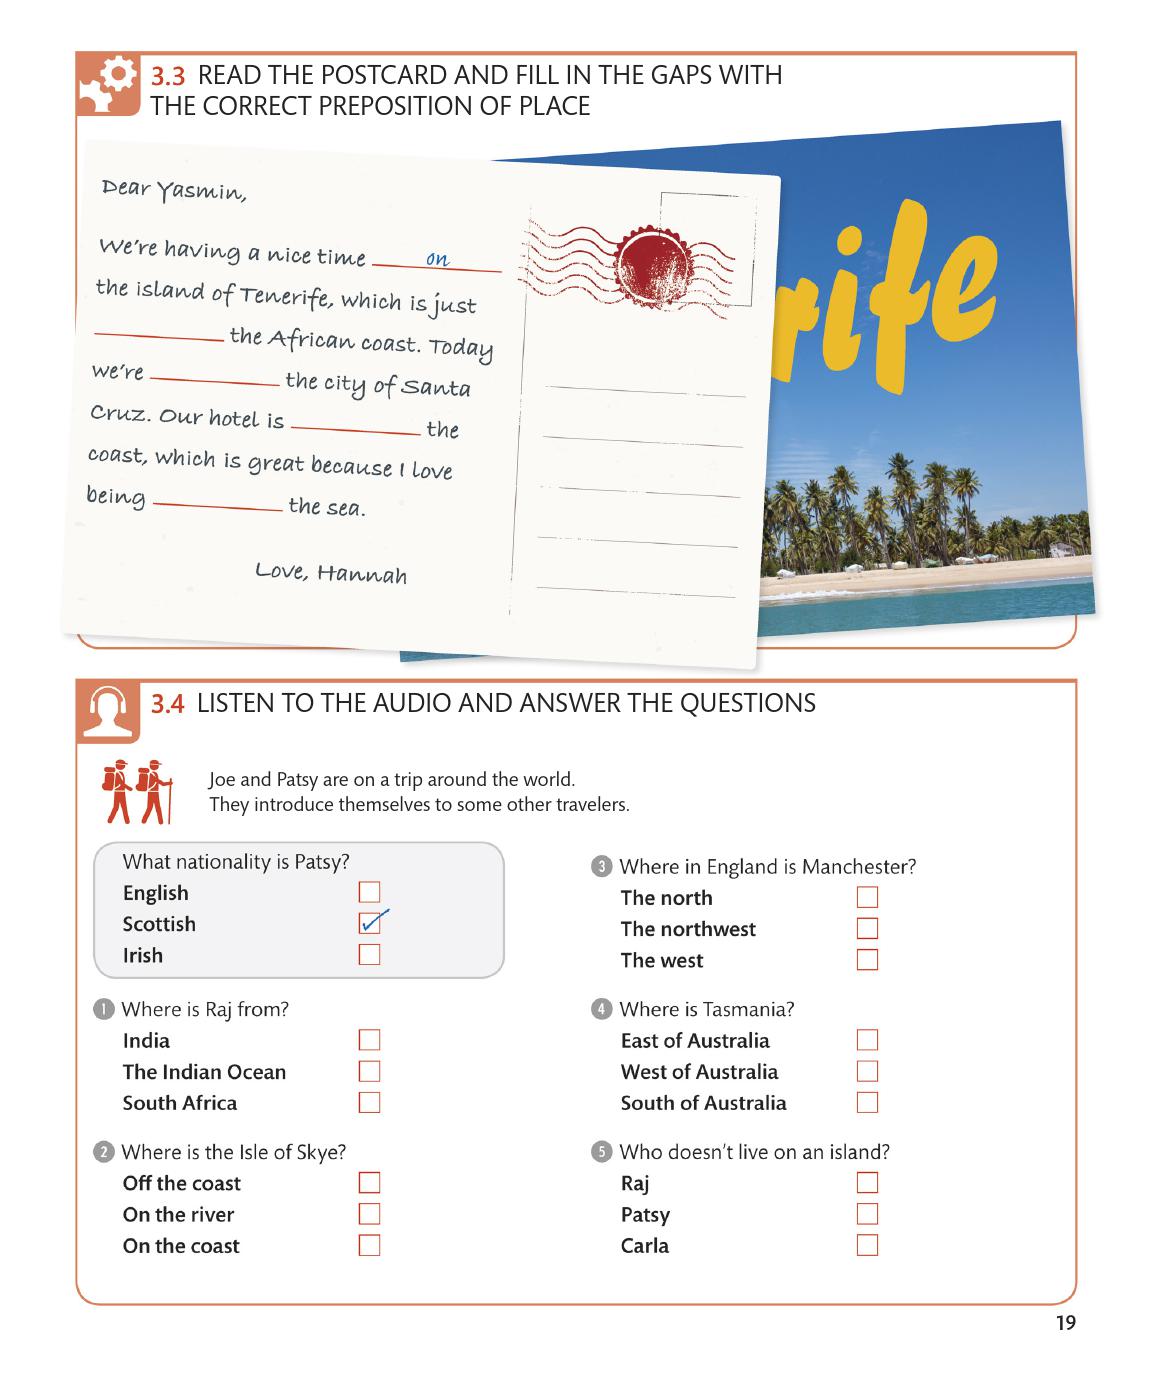 3.3 READ THE POSTCARD AND FILL IN THE GAPS WITH
THE CORRECT PREPOSITION OF PLACE
Dear Yasmin,
We're having a nice time on
the island of Tenerife, which is just
the African coast. Today
we're the city of Santa
Cruz. Our hotel is the
coast, which is great because I love
being the sea.
Love, Hannah
rife
3.4 LISTEN TO THE AUDIO AND ANSWER THE QUESTIONS
Joe and Patsy are on a trip around the world.
They introduce themselves to some other travelers.
What nationality is Patsy?
English
Scottish
Irish
1 Where is Raj from?
India
The Indian Ocean
South Africa
2 Where is the Isle of Skye?
Off the coast
On the river
On the coast
3 Where in England is Manchester?
The north
The northwest
The west
4 Where is Tasmania?
East of Australia
West of Australia
South of Australia
5 Who doesn't live on an island?
Raj
Patsy
Carla
19